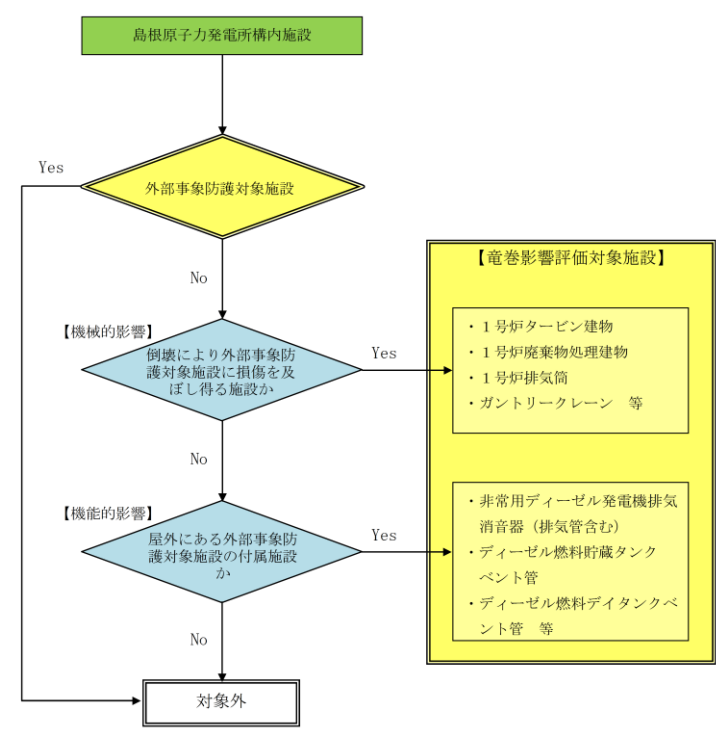 島根原子力発電所構内施設
Yes
外部事象防護対象施設
No
【機械的影響】
倒壊により外部事象防
護対象施設に損傷を及
ぼし得る施設か
Yes
No
【機能的影響】
屋外にある外部事象防
護対象施設の付属施設
か
Yes
No
対象外
【竜巻影響評価対象施設】
・1号炉タービン建物
・1号炉廃棄物処理建物
・1号炉排気筒
・ガントリークレーン 等
・非常用ディーゼル発電機排気
消音器（排気管含む）
・ディーゼル燃料貯蔵タンク
ベント管
・ディーゼル燃料デイタンクベ
ント管 等